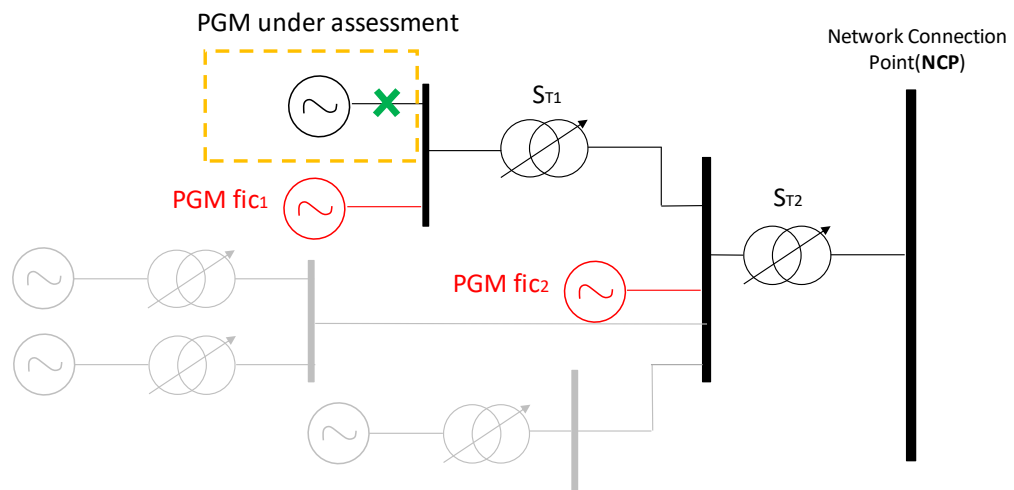 PGM under assessment
Network Connection
Point(NCP)
ST1
PGM fic1
ST2
PGM fic2